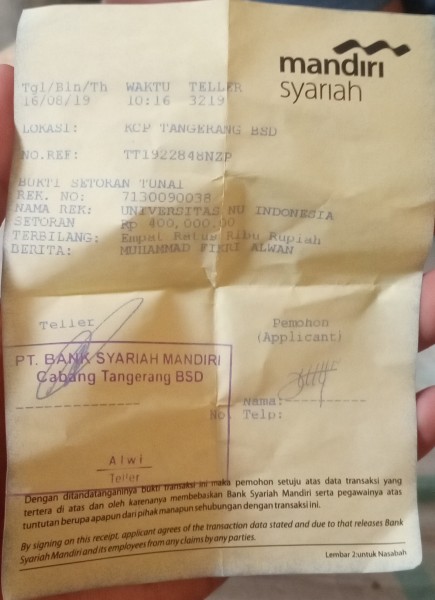 mandiri
syariah
Tgl/Bln/Th WAKTU TELLER
16/08/19 10:16 3219
LOKASI: KCP TANGERANG BSD
NO.REF: TT1922848NZP
BUKTI SETORAN TUNAI
REK. NO: 7130090038
NAMA REK: UNIVERSITAS NU INDONESIA
SETORAN Rp 400,000.00
TERBILANG: Empat Ratus Ribu Rupiah
BERITA: MUHAMMAD FIKRI ALWAN
Teller Pemohon
(Applicant)
PT. BANK SYARIAH MANDIRI
Cabang Tangerang BSD
Nama:
No. Telp:
Alwi
Teller
Dengan ditandatanganinya bukti transaksi ini maka pemohon setuju atas data transaksi yang
tertera di atas dan oleh karenanya membebaskan Bank Syariah Mandiri serta pegawainya atas
tuntutan berupa apapun dari pihak manapun sehubungan dengan transaksi ini.
By signing on this receipt, applicant agrees of the transaction data stated and due to that releases Bank
Syariah Mandiri and its employees from any claims by any parties.
Lembar 2:untuk Nasabah